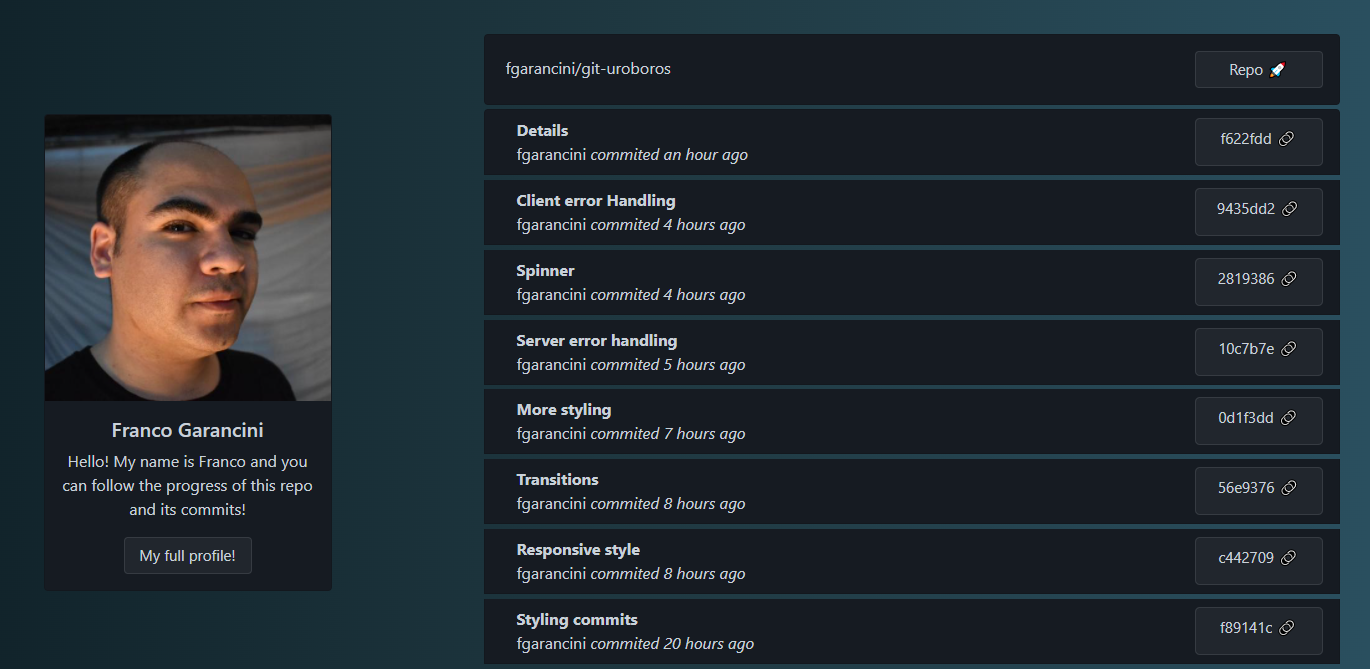 fgarancini/git-uroboros
Repo 🚀
Details
fgarancini commited an hour ago
f622fdd
Client error Handling
fgarancini commited 4 hours ago
9435dd2
Spinner
fgarancini commited 4 hours ago
2819386
Server error handling
fgarancini commited 5 hours ago
10c7b7e
More styling
fgarancini commited 7 hours ago
0d1f3dd
Transitions
fgarancini commited 8 hours ago
56e9376
Responsive style
fgarancini commited 8 hours ago
c442709
Styling commits
fgarancini commited 20 hours ago
f89141c
Franco Garancini
Hello! My name is Franco and you
can follow the progress of this repo
and its commits!
My full profile!